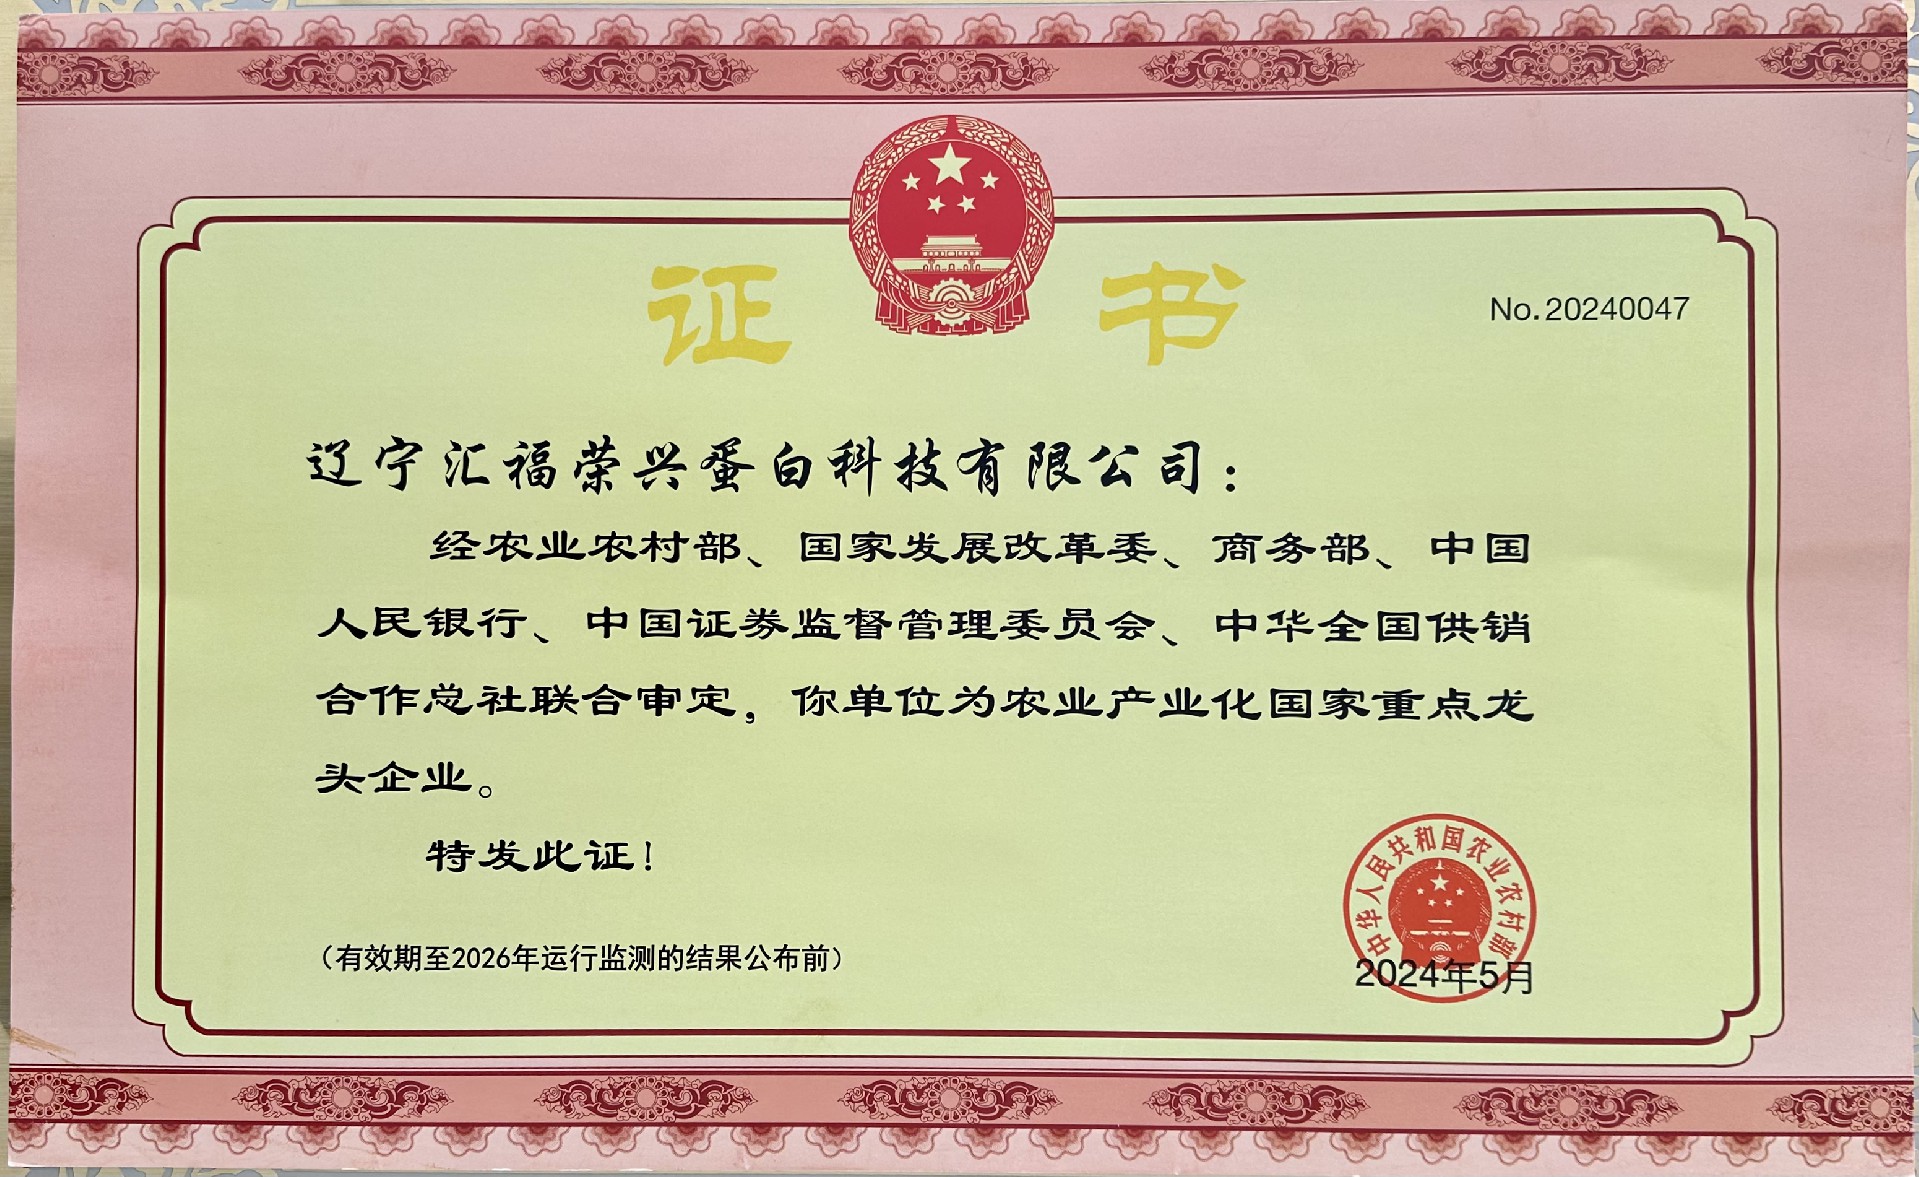 证书
No.20240047
辽宁汇福荣兴蛋白科技有限公司：
经农业农村部、国家发展改革委、商务部、中国
人民银行、中国证券监督管理委员会、中华全国供销
合作总社联合审定，你单位为农业产业化国家重点龙
头企业。
特发此证！
中华人民共和国农业农村部
（有效期至2026年运行监测的结果公布前）
2024年5月